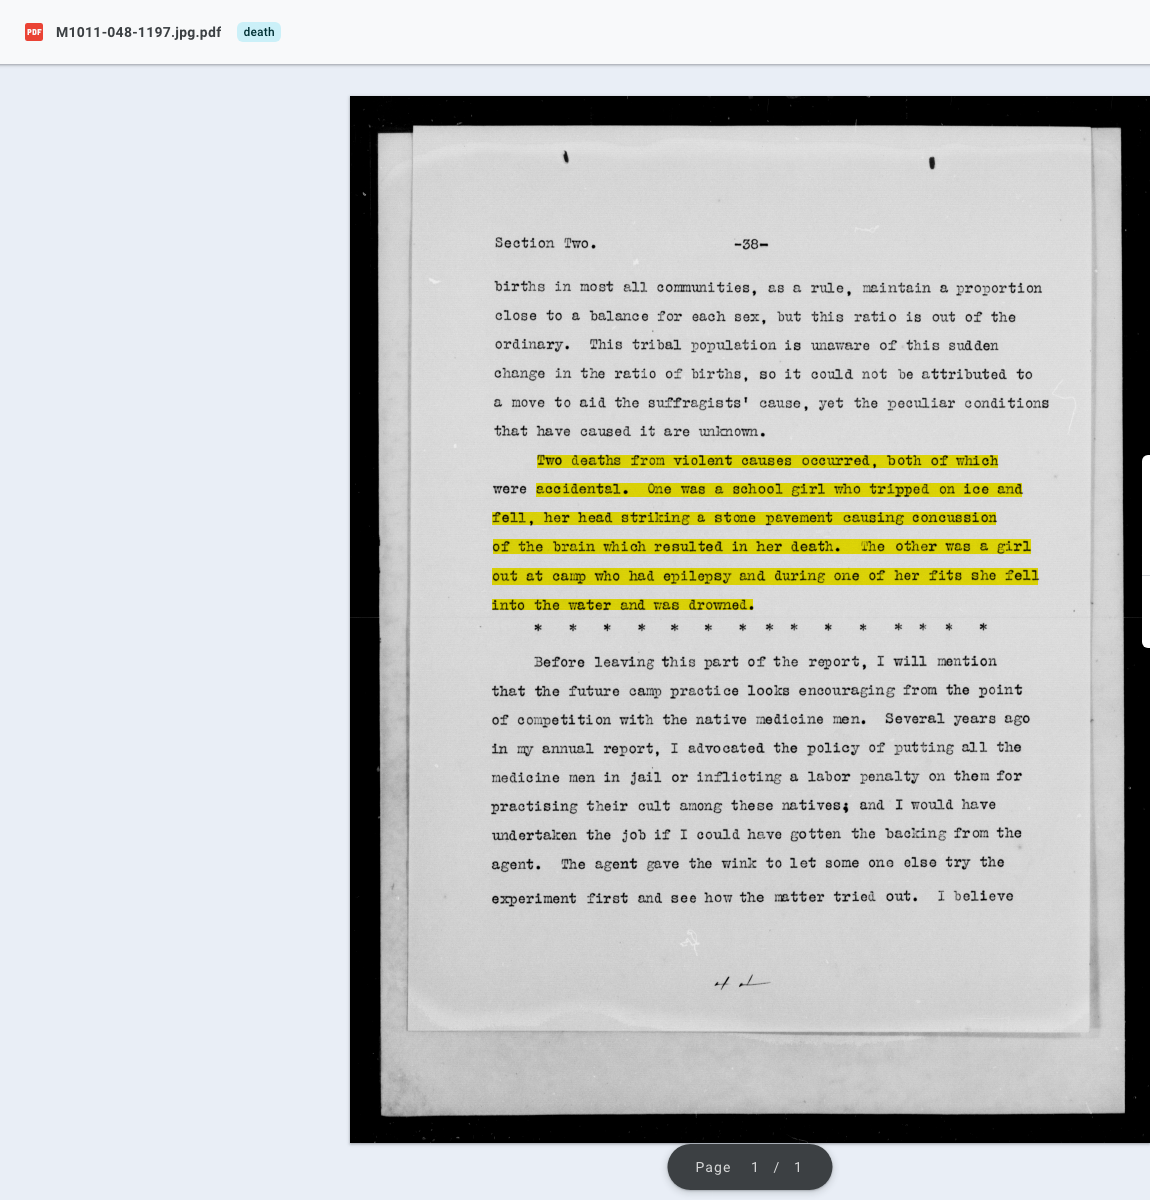 PDF M1011-048-1197.jpg.pdf death
Section Two. -38-
births in most all communities, as a rule, maintain a proportion
close to a balance for each sex, but this ratio is out of the
ordinary. This tribal population is unaware of this sudden
change in the ratio of births, so it could not be attributed to
a move to aid the suffragists' cause, yet the peculiar conditions
that have caused it are unknown.
Two deaths from violent causes occurred, both of which
were accidental. One was a school girl who tripped on ice and
fell, her head striking a stone pavement causing concussion
of the brain which resulted in her death. The other was a girl
out at camp who had epilepsy and during one of her fits she fell
into the water and was drowned.
* * * * * * * * * * * * * * *
Before leaving this part of the report, I will mention
that the future camp practice looks encouraging from the point
of competition with the native medicine men. Several years ago
in my annual report, I advocated the policy of putting all the
medicine men in jail or inflicting a labor penalty on them for
practising their cult among these natives; and I would have
undertaken the job if I could have gotten the backing from the
agent. The agent gave the wink to let some one else try the
experiment first and see how the matter tried out. I believe
Page 1 / 1